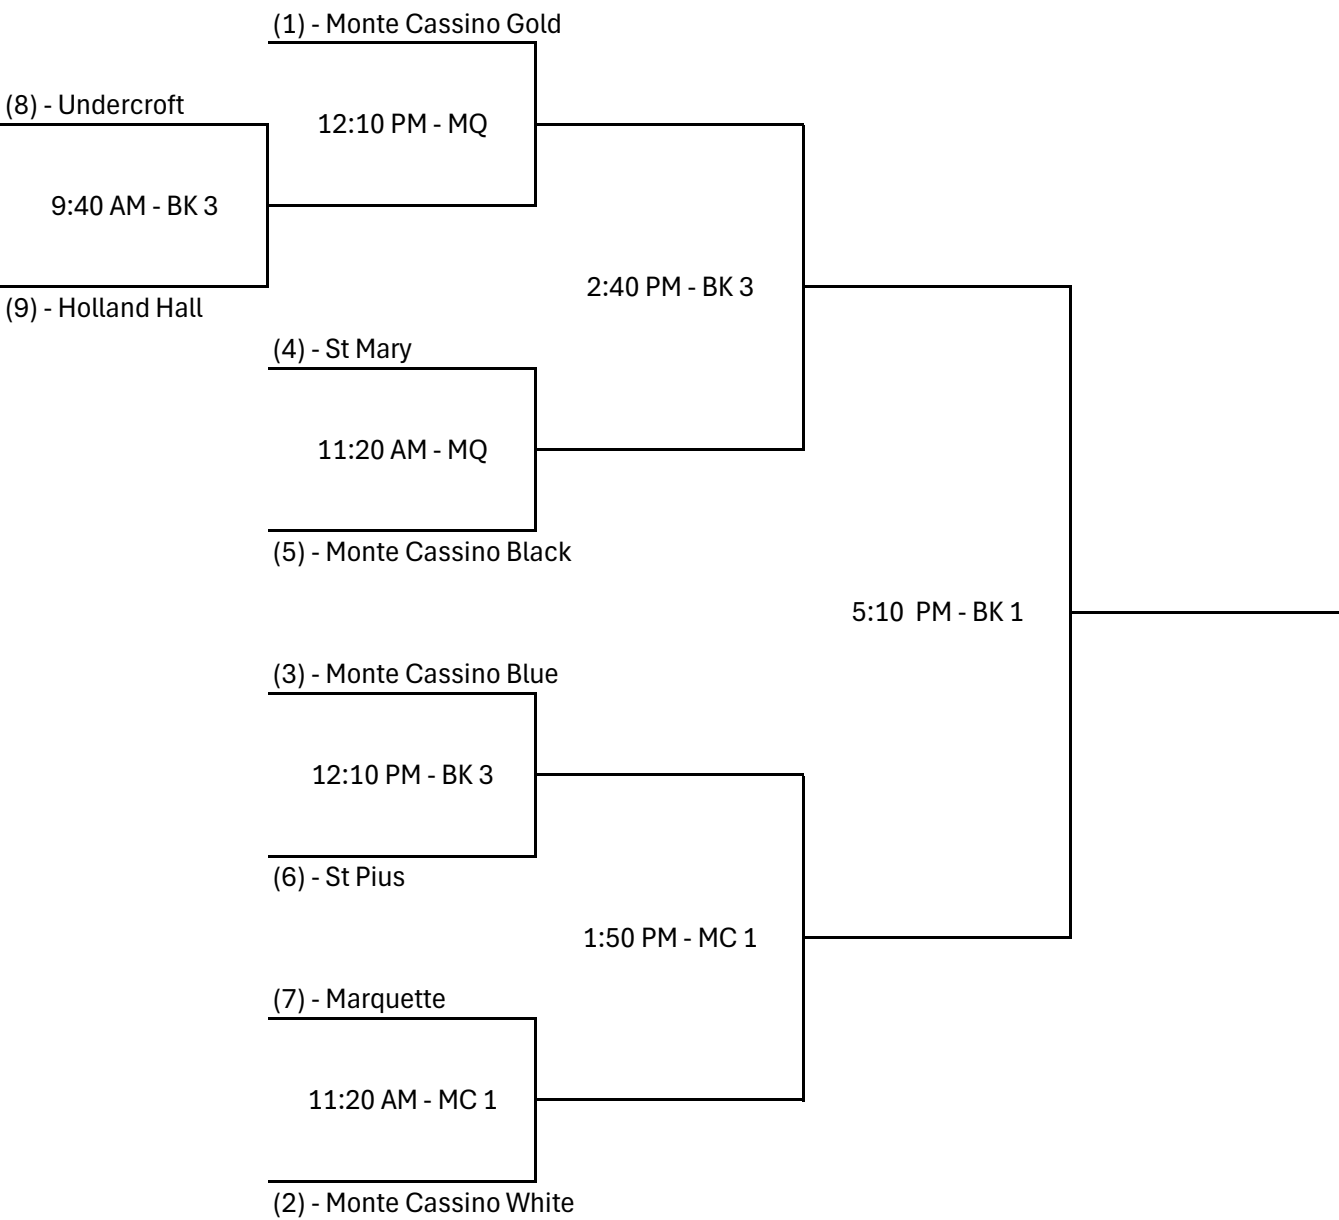 (1) - Monte Cassino Gold
(8) - Undercroft
12:10 PM - MQ
9:40 AM - BK 3
2:40 PM - BK 3
(9) - Holland Hall
(4) - St Mary
11:20 AM - MQ
(5) - Monte Cassino Black
5:10  PM - BK 1
(3) - Monte Cassino Blue
12:10 PM - BK 3
(6) - St Pius
1:50 PM - MC 1
(7) - Marquette
11:20 AM - MC 1
(2) - Monte Cassino White